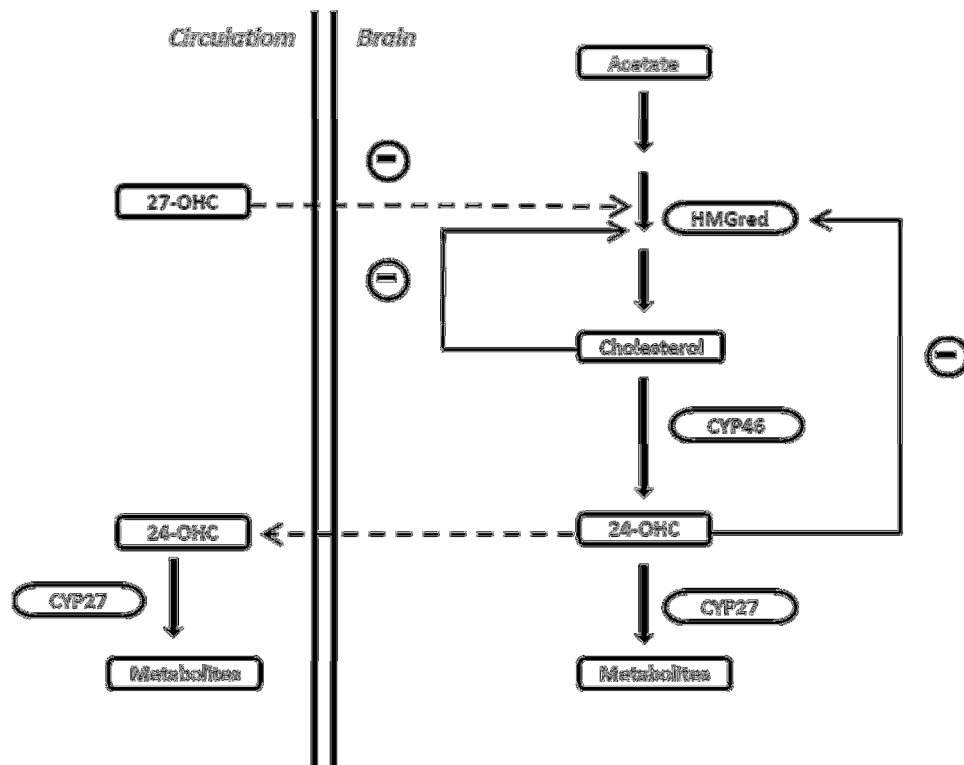 Circulatiom
Brain
Acetate
27-OHC
HMGred
Cholesterol
CYP46
24-OHC
24-OHC
CYP27
CYP27
Metabolites
Metabolites